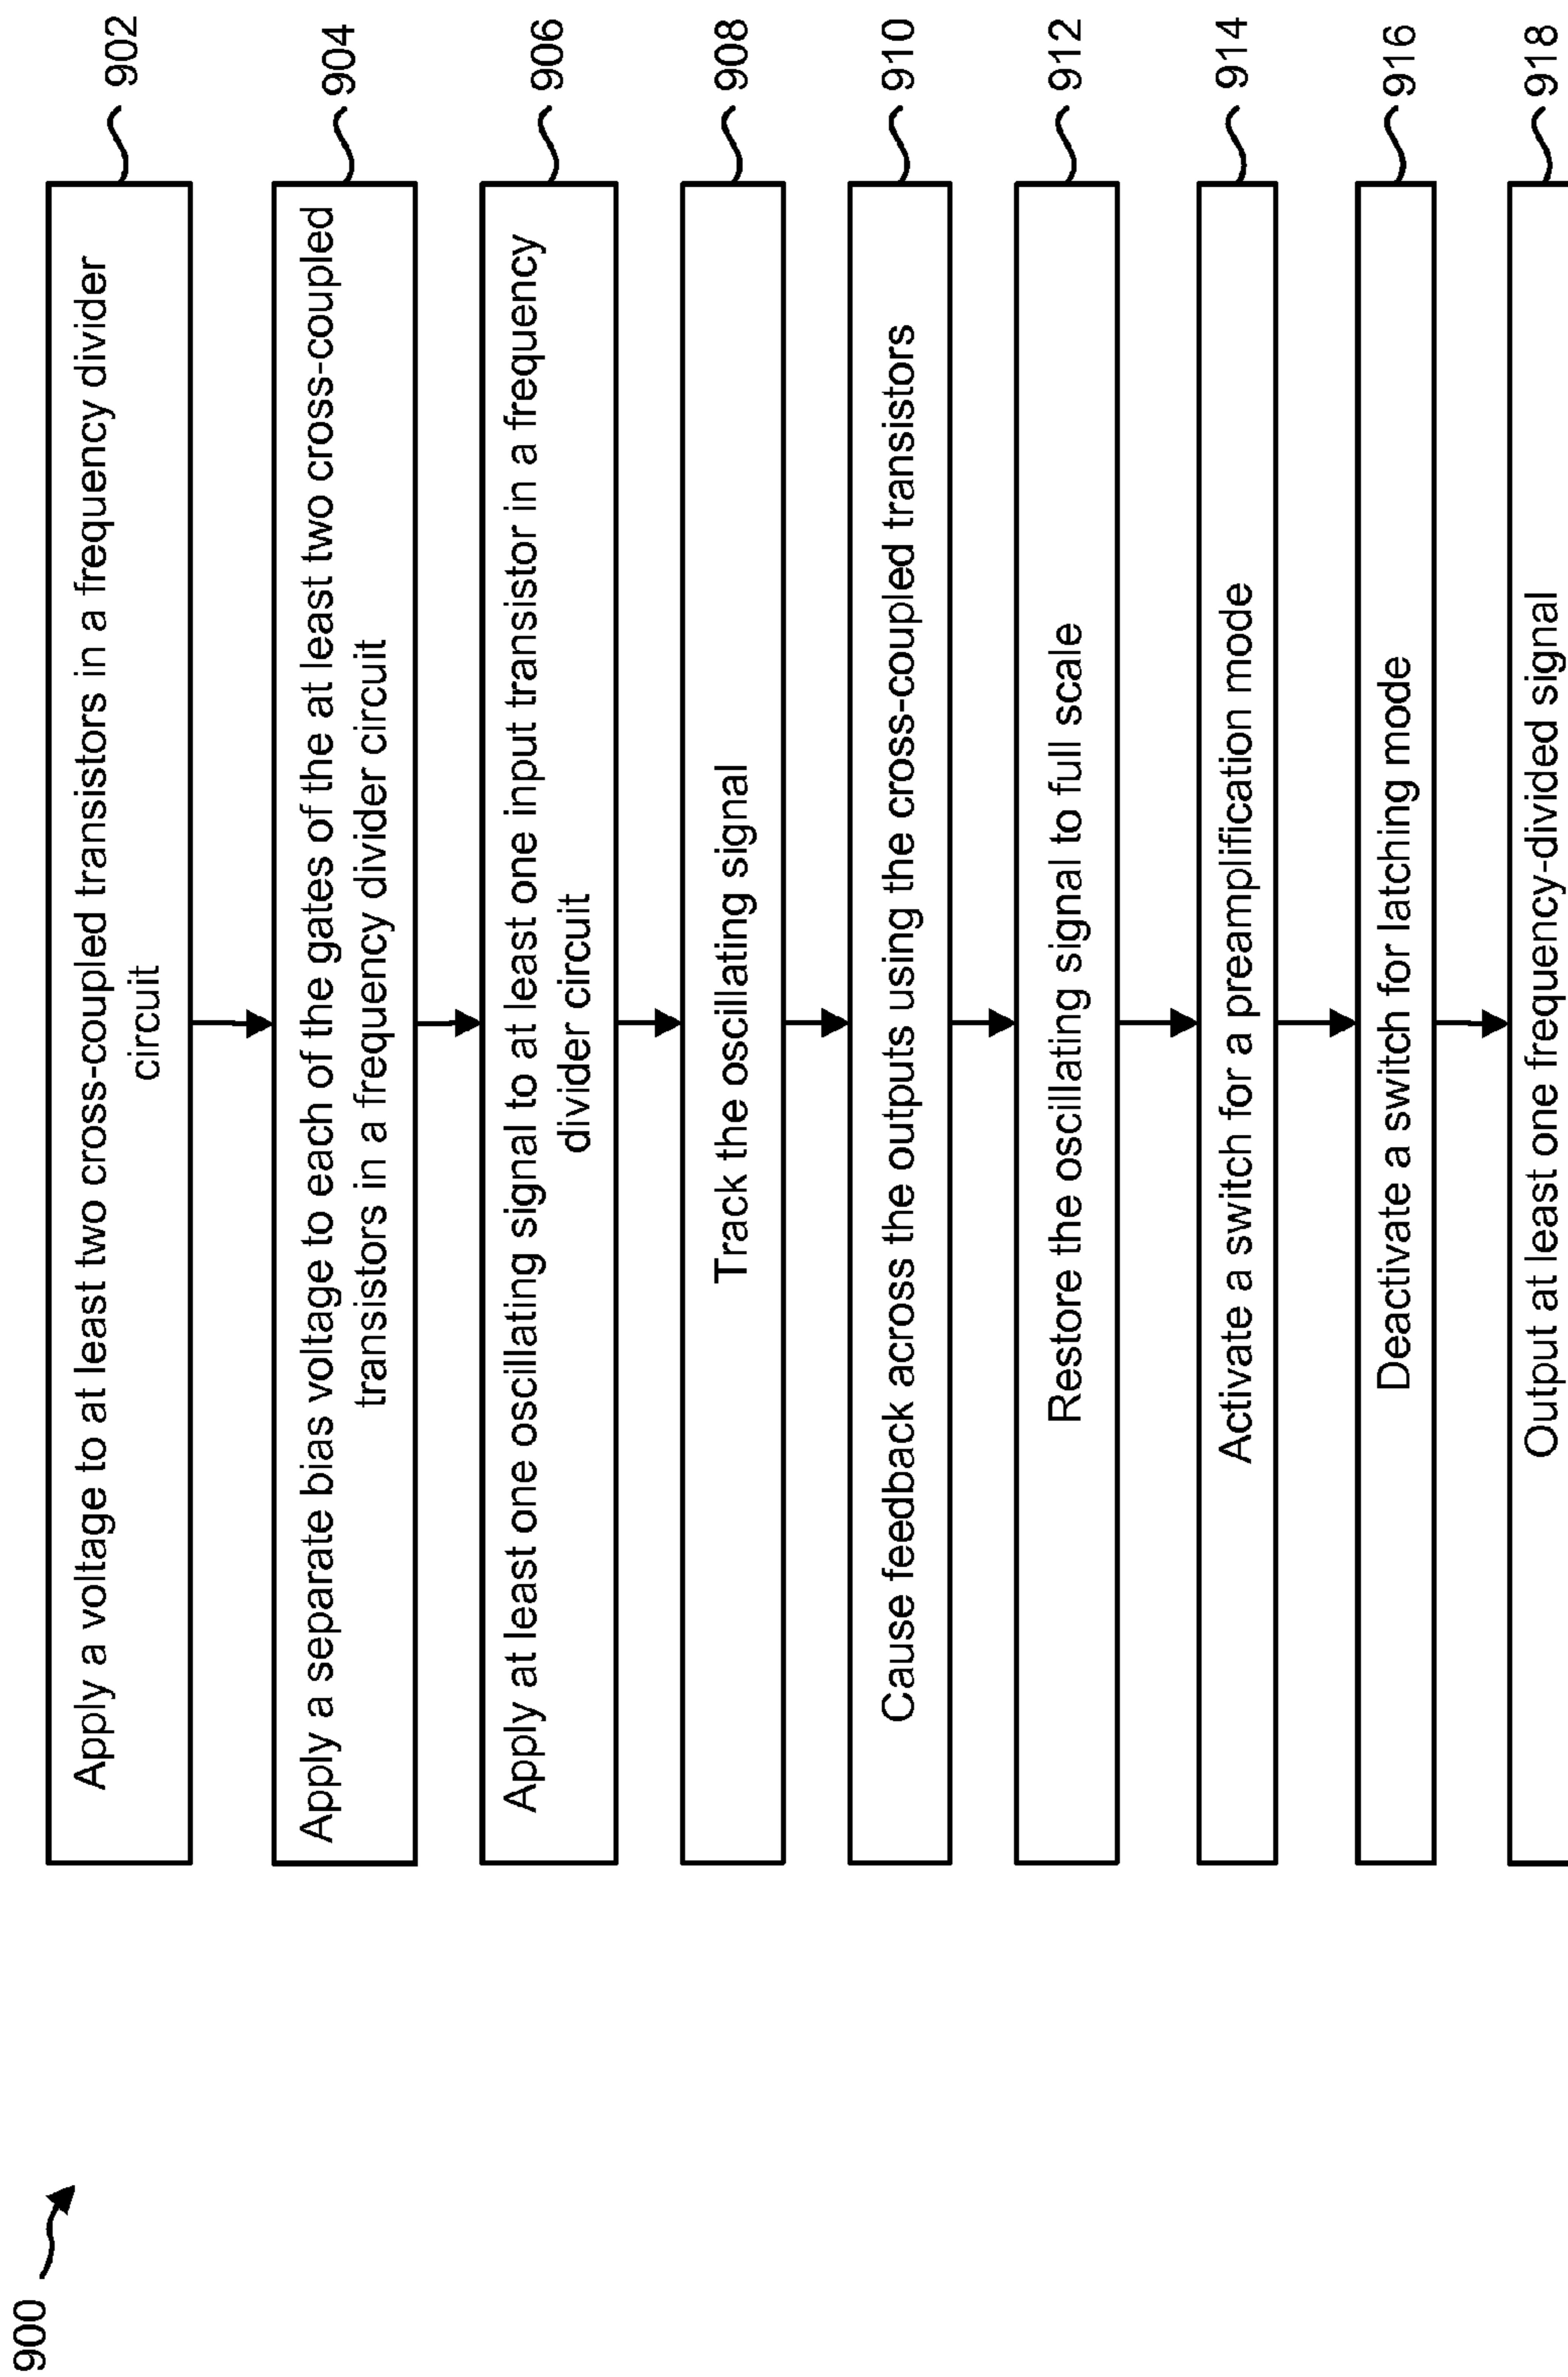 900
Apply a voltage to at least two cross-coupled transistors in a frequency divider
circuit
902
Apply a separate bias voltage to each of the gates of the at least two cross-coupled
transistors in a frequency divider circuit
904
Apply at least one oscillating signal to at least one input transistor in a frequency
divider circuit
906
Track the oscillating signal
908
Cause feedback across the outputs using the cross-coupled transistors
910
Restore the oscillating signal to full scale
912
Activate a switch for a preamplification mode
914
Deactivate a switch for latching mode
916
Output at least one frequency-divided signal
918